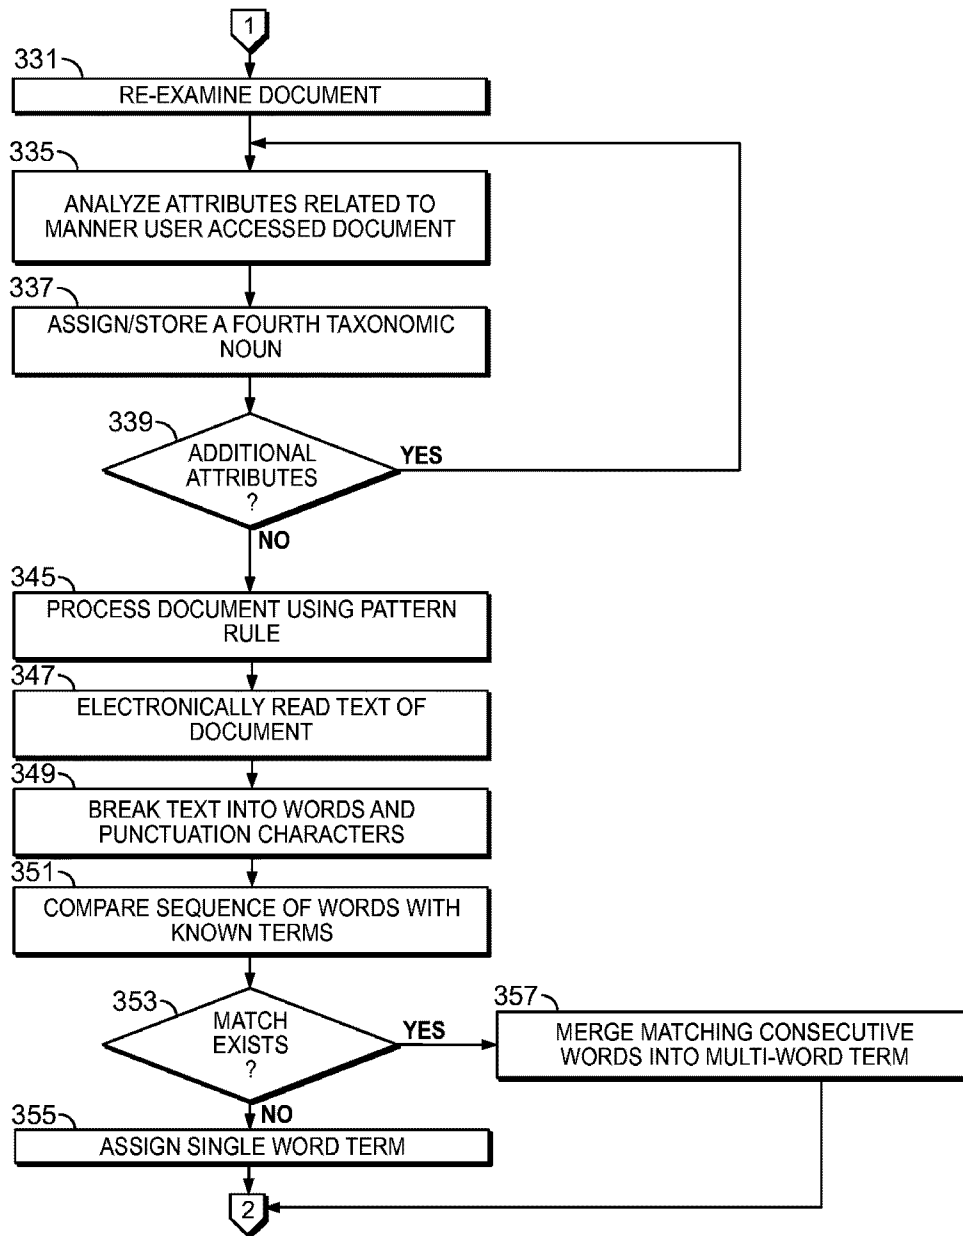 1
331
RE-EXAMINE DOCUMENT
335
ANALYZE ATTRIBUTES RELATED TO
MANNER USER ACCESSED DOCUMENT
337
ASSIGN/STORE A FOURTH TAXONOMIC
NOUN
339
ADDITIONAL
ATTRIBUTES
?
YES
NO
345
PROCESS DOCUMENT USING PATTERN
RULE
347
ELECTRONICALLY READ TEXT OF
DOCUMENT
349
BREAK TEXT INTO WORDS AND
PUNCTUATION CHARACTERS
351
COMPARE SEQUENCE OF WORDS WITH
KNOWN TERMS
353
MATCH
EXISTS
?
YES
357
MERGE MATCHING CONSECUTIVE
WORDS INTO MULTI-WORD TERM
NO
355
ASSIGN SINGLE WORD TERM
2